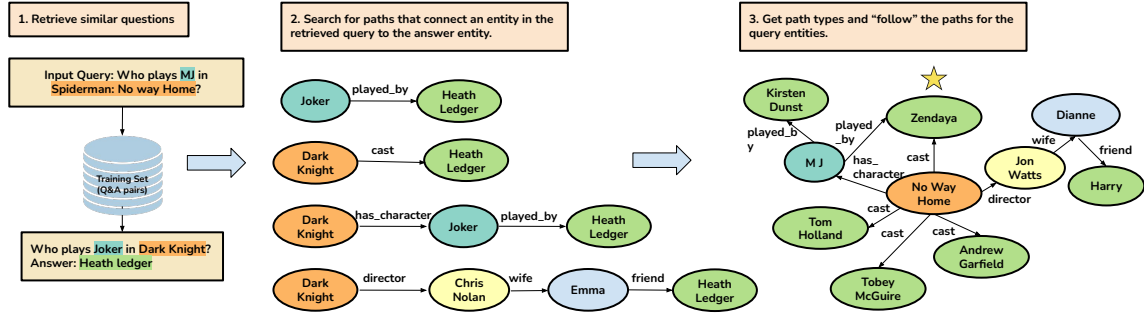 1. Retrieve similar questions
Input Query: Who plays MJ in
Spiderman: No way Home?
Training Set
(Q&A pairs)
Who plays Joker in Dark Knight?
Answer: Heath ledger
2. Search for paths that connect an entity in the
retrieved query to the answer entity.
Joker
played_by
Heath
Ledger
Dark
Knight
cast
Heath
Ledger
Dark
Knight
has_character
Joker
played_by
Heath
Ledger
Dark
Knight
director
Chris
Nolan
wife
Emma
friend
Heath
Ledger
3. Get path types and “follow” the paths for the
query entities.
Kirsten
Dunst
Zendaya
Dianne
played_b
y
played
_by
wife
M J
has_
character
cast
Jon
Watts
friend
No Way
Home
director
Harry
cast
Tom
Holland
cast
cast
Andrew
Garfield
Tobey
McGuire